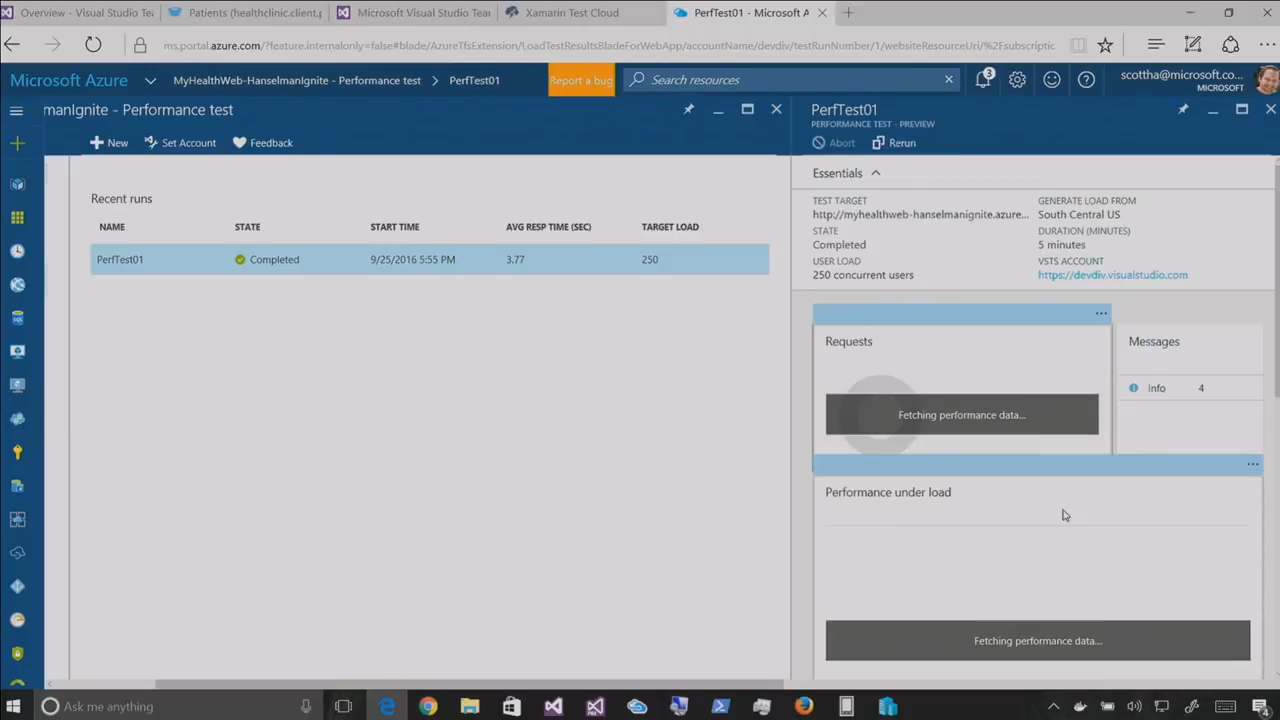 Overview - Visual Studio Tea
Patients (healthclinic.client.p
Microsoft Visual Studio Tean
Xamarin Test Cloud
PerfTest01 - Microsoft A
ms.portal.azure.com/?feature.internalonly=false#blade/AzureTfsExtension/LoadTestResultsBladeForWebApp/accountName/devdiv/testRunNumber/1/websiteResourceUri/%2Fsubscriptic
Microsoft Azure
MyHealthWeb-HanselmanIgnite - Performance test > PerfTest01
Report a bug
Search resources
3
scottha@microsoft.co...
MICROSOFT
manIgnite - Performance test
New
Set Account
Feedback
Recent runs
NAME STATE START TIME AVG RESP TIME (SEC) TARGET LOAD
PerfTest01 Completed 9/25/2016 5:55 PM 3.77 250
PerfTest01
PERFORMANCE TEST - PREVIEW
Abort
Rerun
Essentials
TEST TARGET
http://myhealthweb-hanselmanignite.azure...
STATE
Completed
USER LOAD
250 concurrent users
GENERATE LOAD FROM
South Central US
DURATION (MINUTES)
5 minutes
VSTS ACCOUNT
https://devdiv.visualstudio.com
Requests
Fetching performance data...
Messages
Info 4
Performance under load
Fetching performance data...
Ask me anything
4